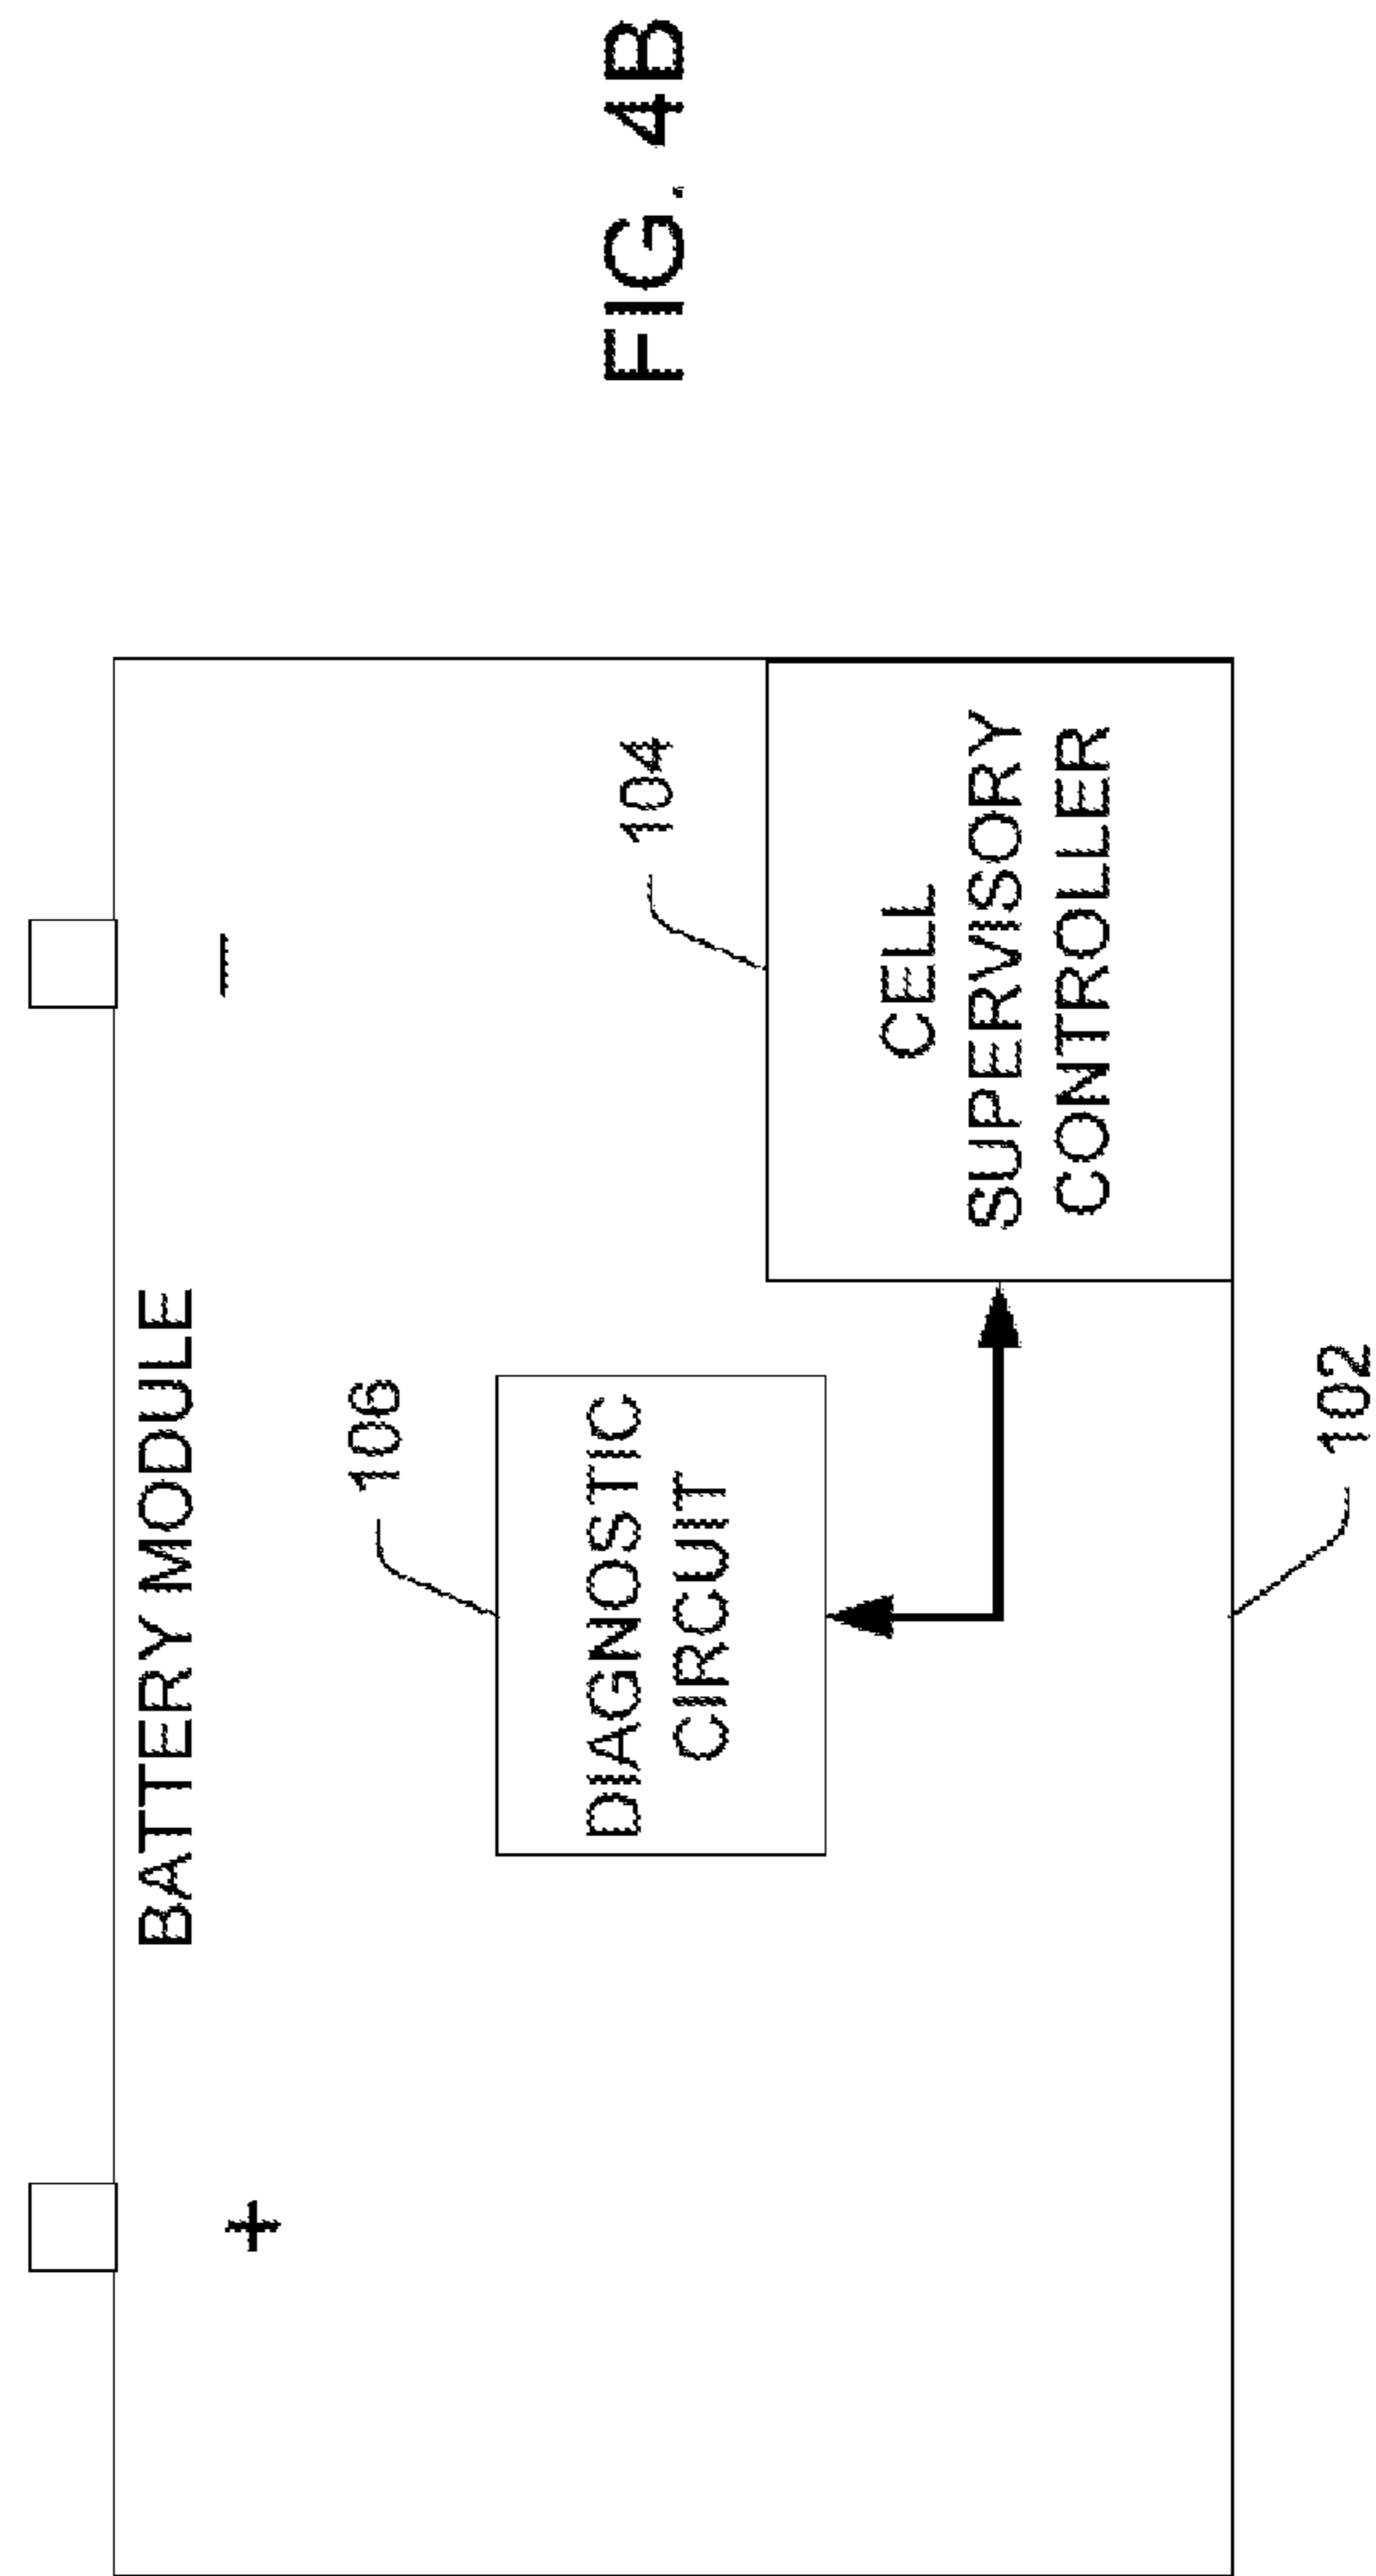 BATTERY MODULE
+
−
106
DIAGNOSTIC
CIRCUIT
104
CELL
SUPERVISORY
CONTROLLER
102
FIG. 4B